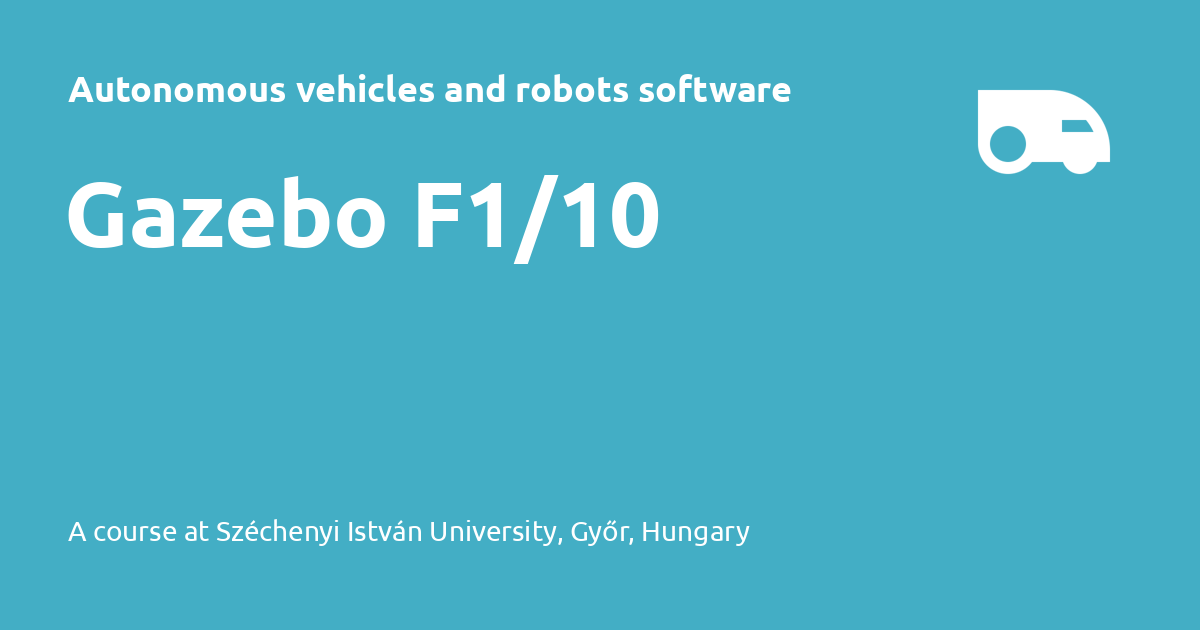 Autonomous vehicles and robots software
Gazebo F1/10
A course at Széchenyi István University, Győr, Hungary